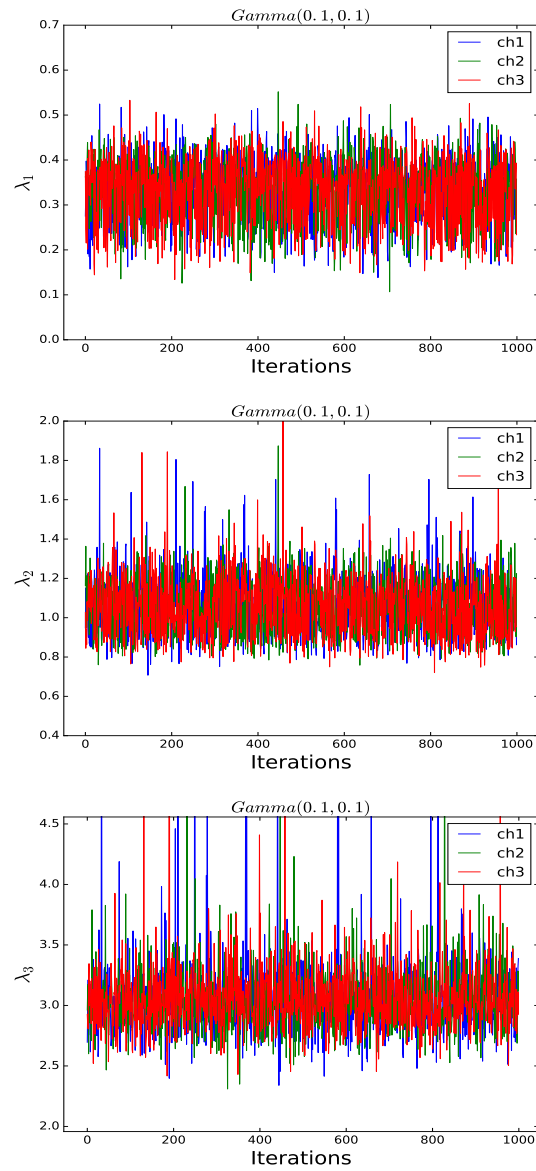 Gamma(0.1, 0.1)
0.7
ch1
0.6
ch2
ch3
0.5
0.4
λ1
0.3
0.2
0.1
0.0
0 200 400 600 800 1000
Iterations
Gamma(0.1, 0.1)
2.0
ch1
1.8
ch2
ch3
1.6
1.4
1.2
λ2
1.0
0.8
0.6
0.4
0 200 400 600 800 1000
Iterations
Gamma(0.1, 0.1)
4.5
ch1
ch2
ch3
4.0
3.5
λ3
3.0
2.5
2.0
0 200 400 600 800 1000
Iterations